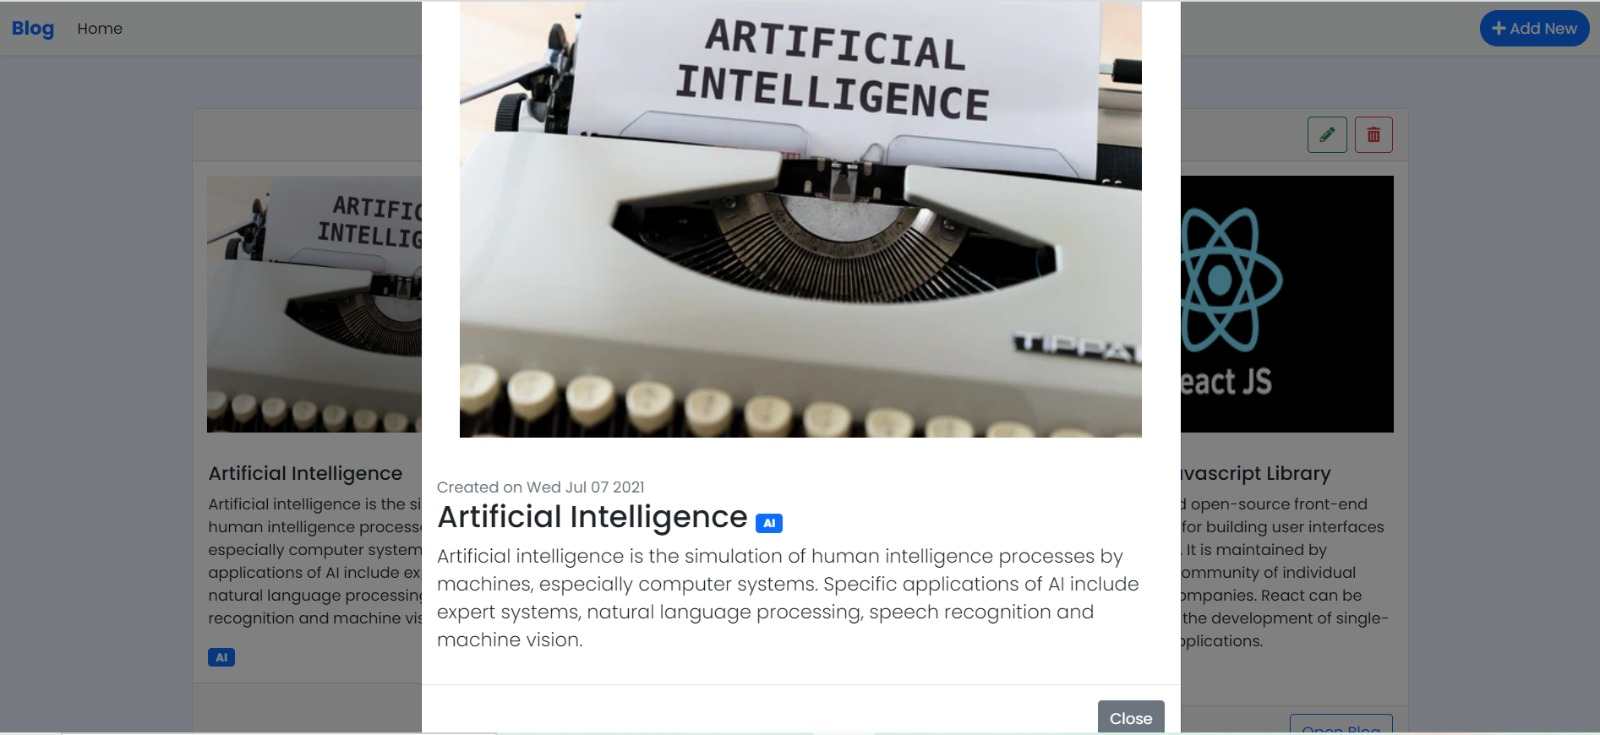 Blog Home
+ Add New
ARTIFICIAL
INTELLIGENCE
ARTIFIC
INTELLIG
TIPPA
eact JS
Created on Wed Jul 07 2021
Artificial Intelligence AI
Artificial intelligence is the simulation of human intelligence processes by
machines, especially computer systems. Specific applications of AI include
expert systems, natural language processing, speech recognition and
machine vision.
Close
Artificial Intelligence
Artificial intelligence is the si
human intelligence process
especially computer system
applications of AI include ex
natural language processing
recognition and machine vis
AI
vascript Library
d open-source front-end
for building user interfaces
. It is maintained by
ommunity of individual
ompanies. React can be
the development of single-
pplications.
Open Blog